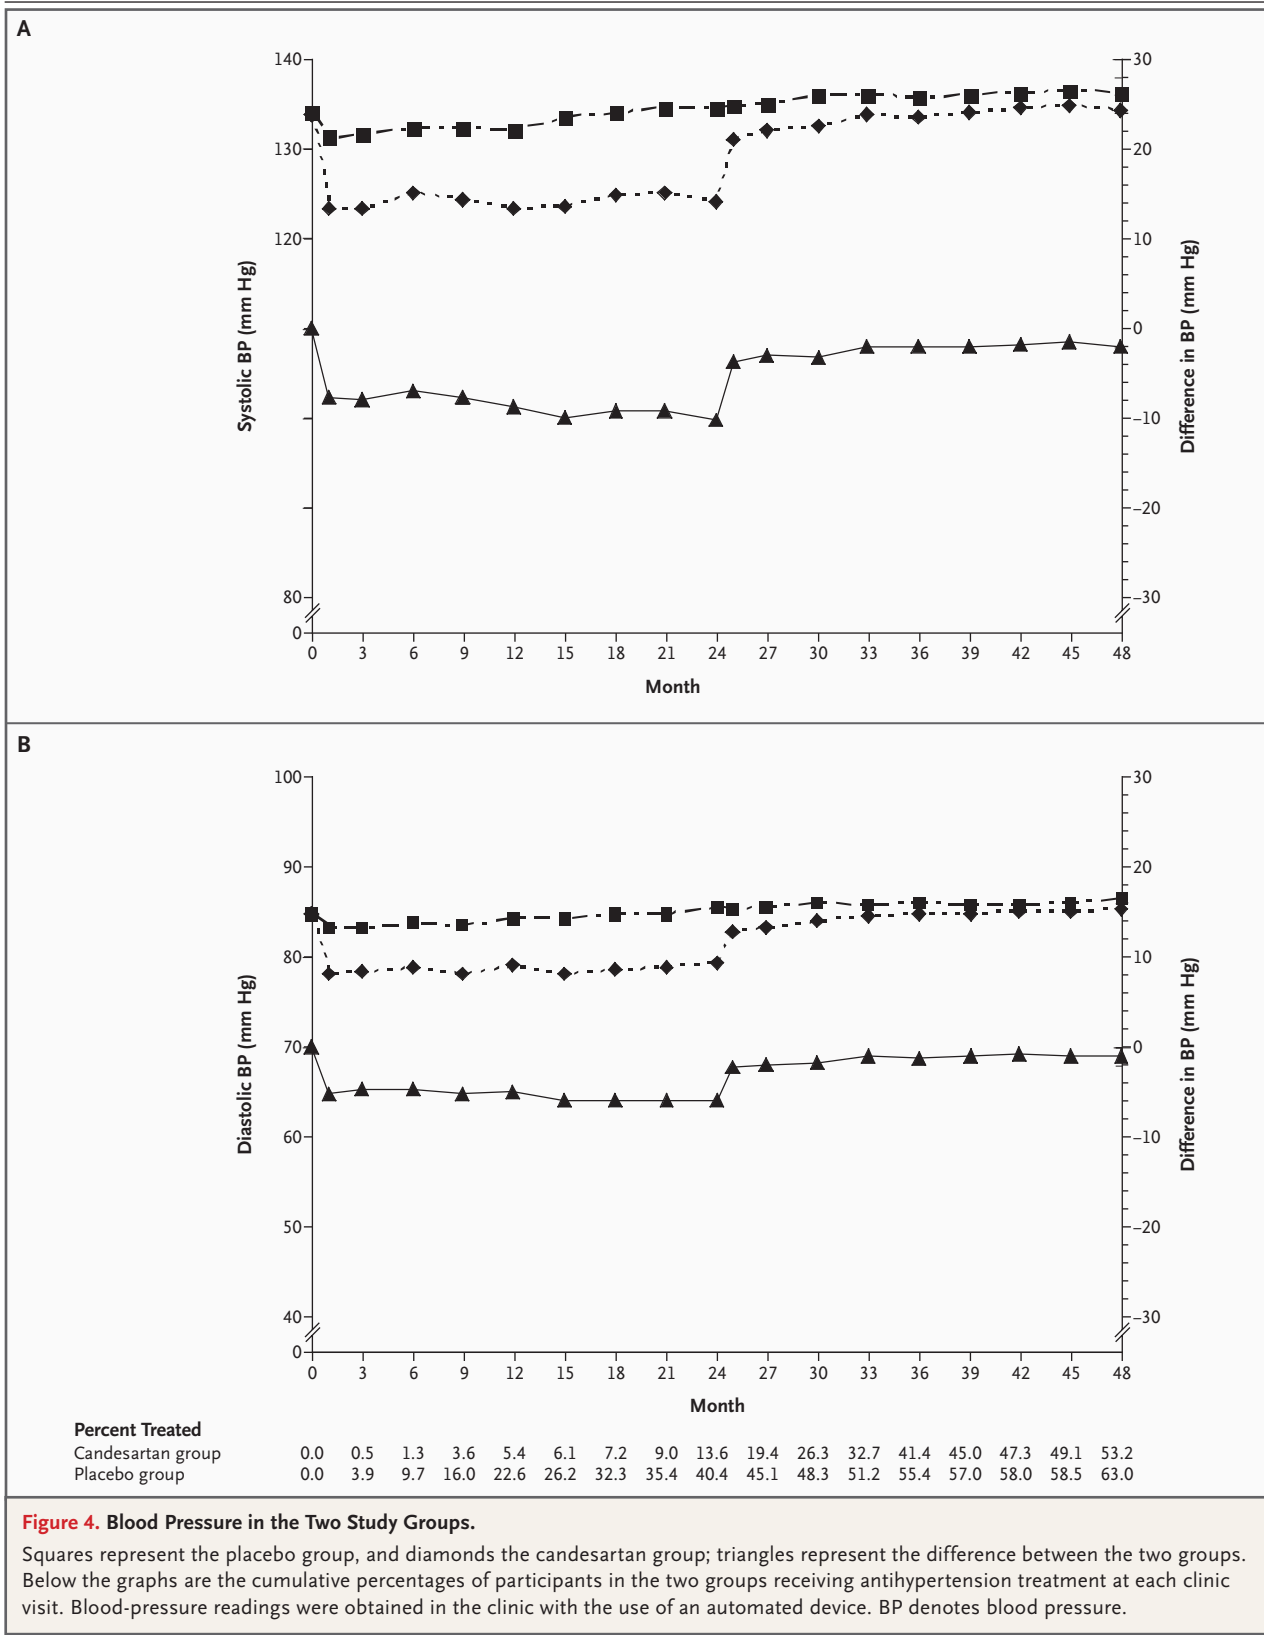 A
140
130
120
80
0
30
20
10
0
–10
–20
–30
Systolic BP (mm Hg)
Difference in BP (mm Hg)
0 3 6 9 12 15 18 21 24 27 30 33 36 39 42 45 48
Month
B
100
90
80
70
60
50
40
0
30
20
10
0
–10
–20
–30
Diastolic BP (mm Hg)
Difference in BP (mm Hg)
0 3 6 9 12 15 18 21 24 27 30 33 36 39 42 45 48
Month
Percent Treated
Candesartan group 0.0 0.5 1.3 3.6 5.4 6.1 7.2 9.0 13.6 19.4 26.3 32.7 41.4 45.0 47.3 49.1 53.2
Placebo group 0.0 3.9 9.7 16.0 22.6 26.2 32.3 35.4 40.4 45.1 48.3 51.2 55.4 57.0 58.0 58.5 63.0
Figure 4. Blood Pressure in the Two Study Groups.
Squares represent the placebo group, and diamonds the candesartan group; triangles represent the difference between the two groups.
Below the graphs are the cumulative percentages of participants in the two groups receiving antihypertension treatment at each clinic
visit. Blood-pressure readings were obtained in the clinic with the use of an automated device. BP denotes blood pressure.